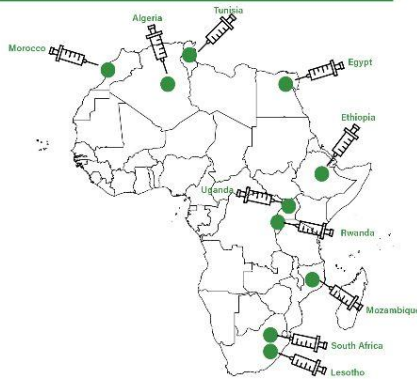 Tunisia
Algeria
Morocco
Egypt
Ethiopia
Uganda
Rwanda
Mozambique
South Africa
Lesotho